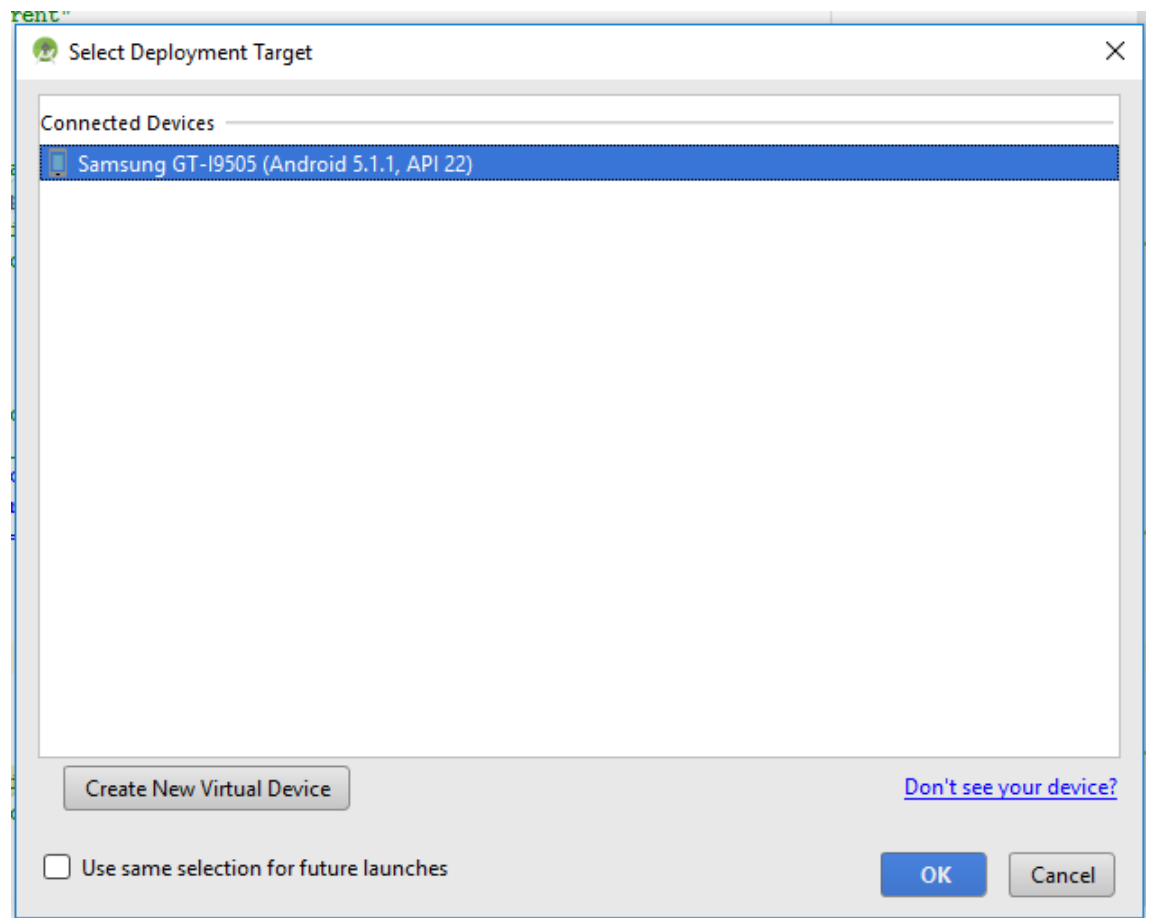 rent"
Select Deployment Target
Connected Devices
Samsung GT-I9505 (Android 5.1.1, API 22)
Create New Virtual Device
Don't see your device?
Use same selection for future launches
OK
Cancel